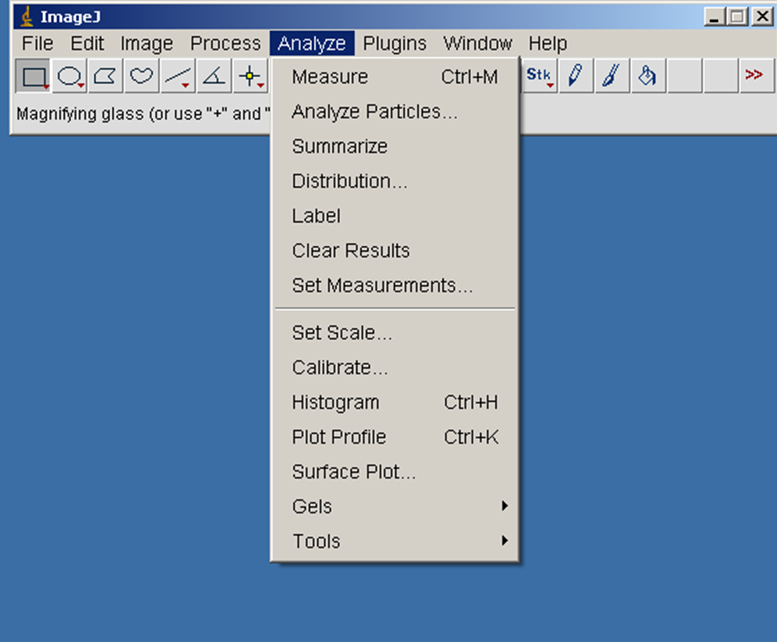 ImageJ
File Edit Image Process Analyze Plugins Window Help
Stk >>
Magnifying glass (or use "+" and "
Measure Ctrl+M
Analyze Particles...
Summarize
Distribution...
Label
Clear Results
Set Measurements...
Set Scale...
Calibrate...
Histogram Ctrl+H
Plot Profile Ctrl+K
Surface Plot...
Gels
Tools